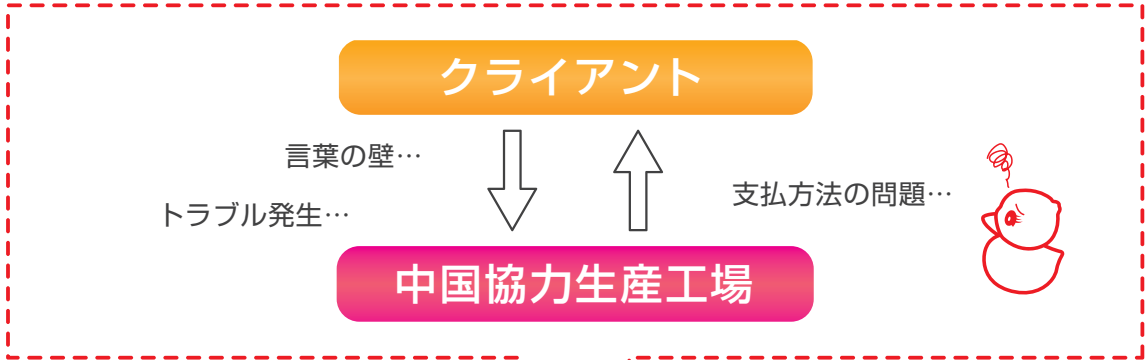 クライアント
言葉の壁…
トラブル発生…
支払方法の問題…
中国協力生産工場